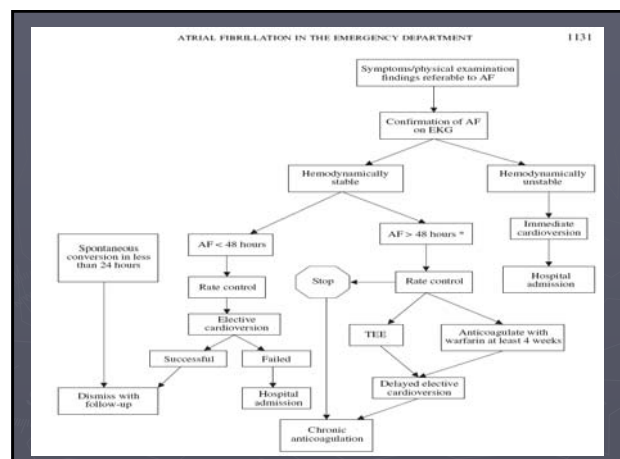 ATRIAL FIBRILLATION IN THE EMERGENCY DEPARTMENT 1131
Symptoms/physical examination
findings referable to AF
Confirmation of AF
on EKG
Hemodynamically
stable
Hemodynamically
unstable
AF < 48 hours
AF > 48 hours *
Immediate
cardioversion
Spontaneous
conversion in less
than 24 hours
Rate control
Stop
Rate control
Hospital
admission
Elective
cardioversion
TEE
Anticoagulate with
warfarin at least 4 weeks
Successful
Failed
Dismiss with
follow-up
Hospital
admission
Delayed elective
cardioversion
Chronic
anticoagulation